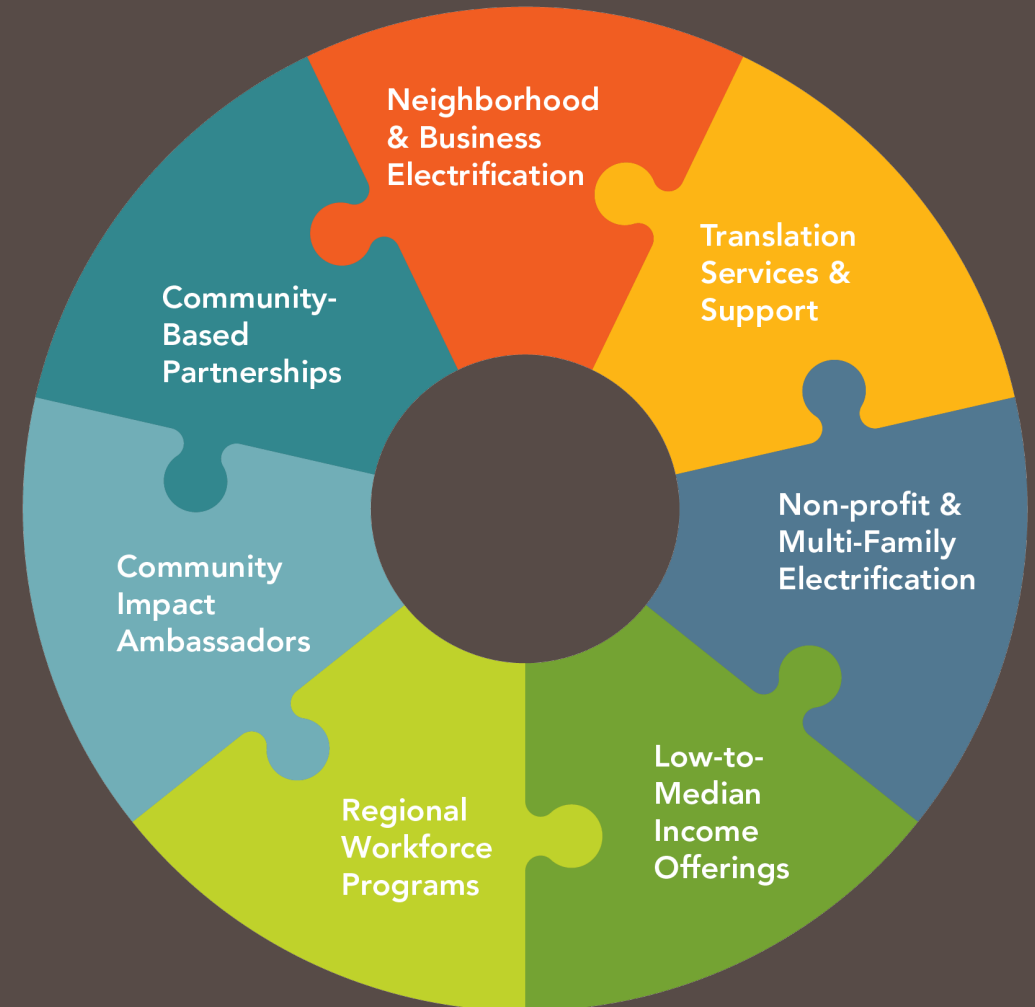 Neighborhood
& Business
Electrification
Translation
Services &
Support
Non-profit &
Multi-Family
Electrification
Low-to-
Median
Income
Offerings
Regional
Workforce
Programs
Community
Impact
Ambassadors
Community-
Based
Partnerships